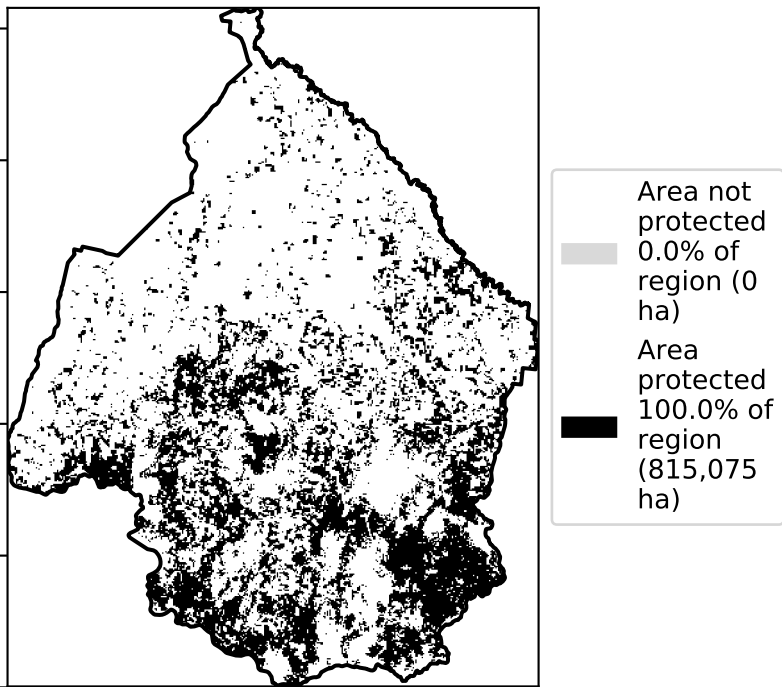 Area not
protected
0.0% of
region (0
ha)
Area
protected
100.0% of
region
(815,075
ha)